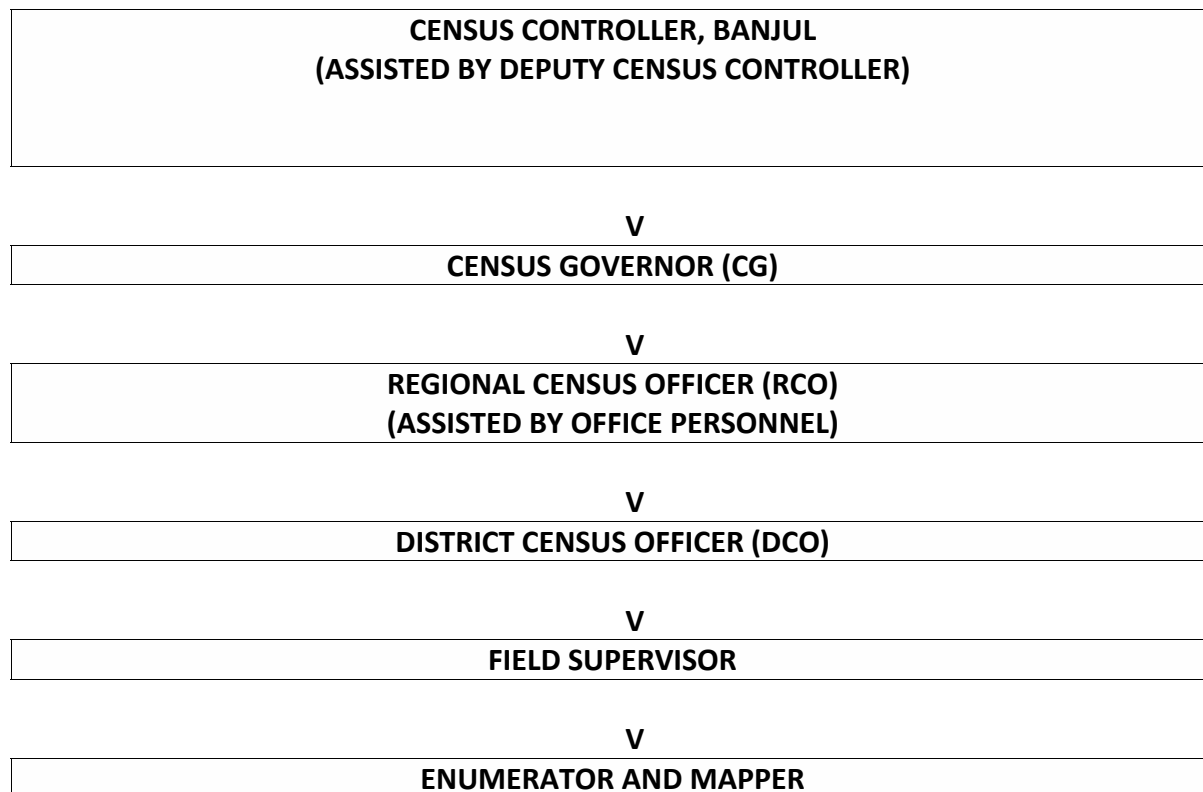 CENSUS CONTROLLER, BANJUL
(ASSISTED BY DEPUTY CENSUS CONTROLLER)
V
CENSUS GOVERNOR (CG)
V
REGIONAL CENSUS OFFICER (RCO)
(ASSISTED BY OFFICE PERSONNEL)
V
DISTRICT CENSUS OFFICER (DCO)
V
FIELD SUPERVISOR
V
ENUMERATOR AND MAPPER